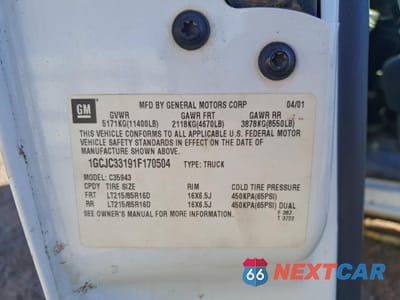 GM
MFD BY GENERAL MOTORS CORP 04/01
GVWR GAWR FRT GAWR RR
5171KG(11400LB) 2118KG(4670LB) 3878KG(8550LB)
THIS VEHICLE CONFORMS TO ALL APPLICABLE U.S. FEDERAL MOTOR
VEHICLE SAFETY STANDARDS IN EFFECT ON THE DATE OF
MANUFACTURE SHOWN ABOVE.
1GCJC33191F170504 TYPE: TRUCK
MODEL: C35943
CPDY TIRE SIZE RIM COLD TIRE PRESSURE
FRT LT215/85R16D 16X6.5J 450KPA(65PSI)
RR LT215/85R16D 16X6.5J 450KPA(65PSI) DUAL
SEE OWNER'S MANUAL FOR MORE INFORMATION.
66 NEXTCAR